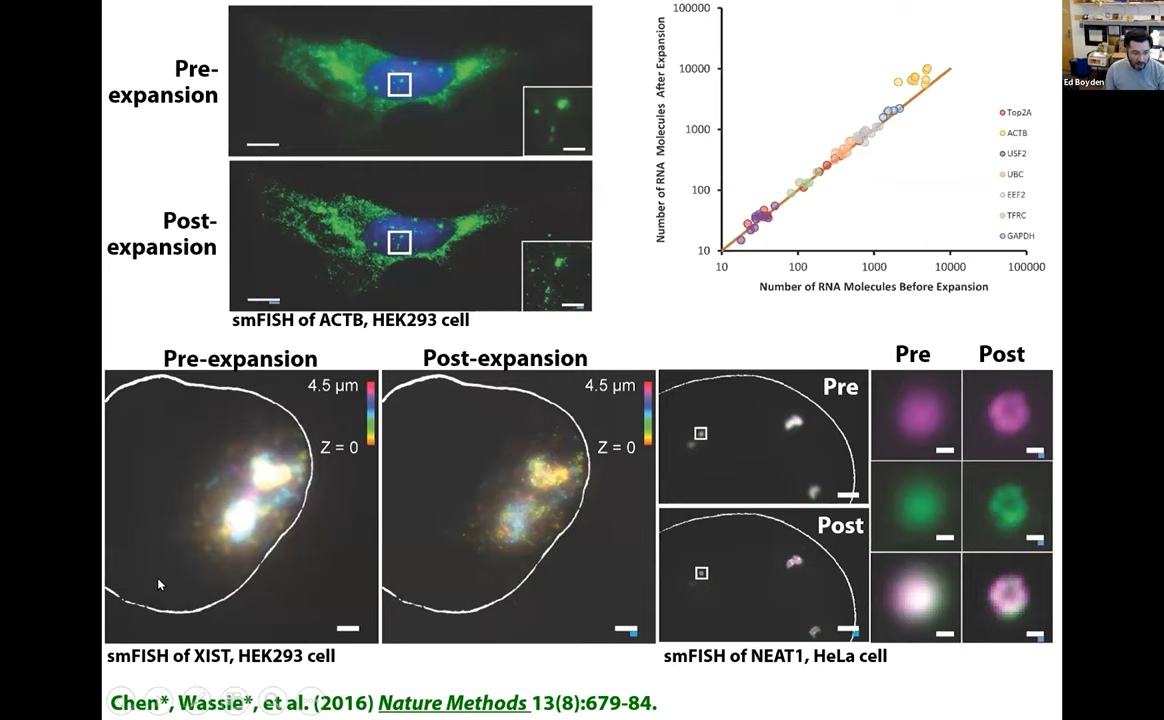 Pre-
expansion
Post-
expansion
smFISH of ACTB, HEK293 cell
Number of RNA Molecules After Expansion
100000
10000
1000
100
10
10
100
1000
10000
100000
Number of RNA Molecules Before Expansion
Top2A
ACTB
USF2
UBC
EEF2
TFRC
GAPDH
Ed Boyden
Pre-expansion
4.5 µm
Z = 0
Post-expansion
4.5 µm
Z = 0
smFISH of XIST, HEK293 cell
Pre
Post
Pre
Post
smFISH of NEAT1, HeLa cell
Chen*, Wassie*, et al. (2016) Nature Methods 13(8):679-84.